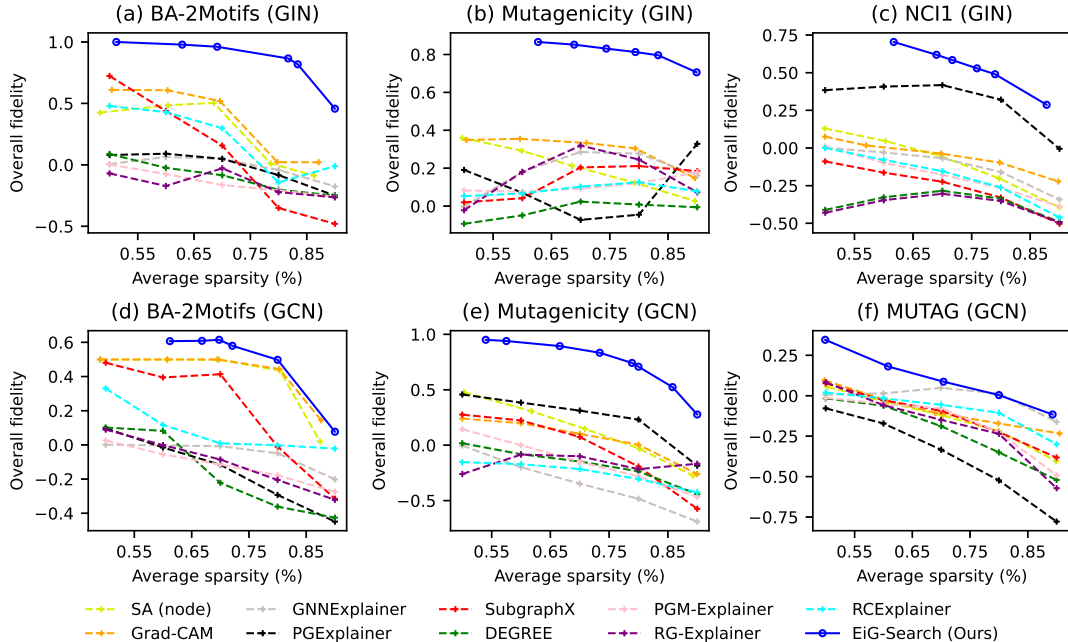 (a) BA-2Motifs (GIN)
(b) Mutagenicity (GIN)
(c) NCI1 (GIN)
Overall fidelity
1.0
0.5
0.0
−0.5
0.55 0.65 0.75 0.85
Average sparsity (%)
Overall fidelity
0.8
0.6
0.4
0.2
0.0
0.55 0.65 0.75 0.85
Average sparsity (%)
Overall fidelity
0.75
0.50
0.25
0.00
−0.25
−0.50
0.55 0.65 0.75 0.85
Average sparsity (%)
(d) BA-2Motifs (GCN)
(e) Mutagenicity (GCN)
(f) MUTAG (GCN)
Overall fidelity
0.6
0.4
0.2
0.0
−0.2
−0.4
0.55 0.65 0.75 0.85
Average sparsity (%)
Overall fidelity
1.0
0.5
0.0
−0.5
0.55 0.65 0.75 0.85
Average sparsity (%)
Overall fidelity
0.25
0.00
−0.25
−0.50
−0.75
0.55 0.65 0.75 0.85
Average sparsity (%)
SA (node)
Grad-CAM
GNNExplainer
PGExplainer
SubgraphX
DEGREE
PGM-Explainer
RG-Explainer
RCExplainer
EiG-Search (Ours)